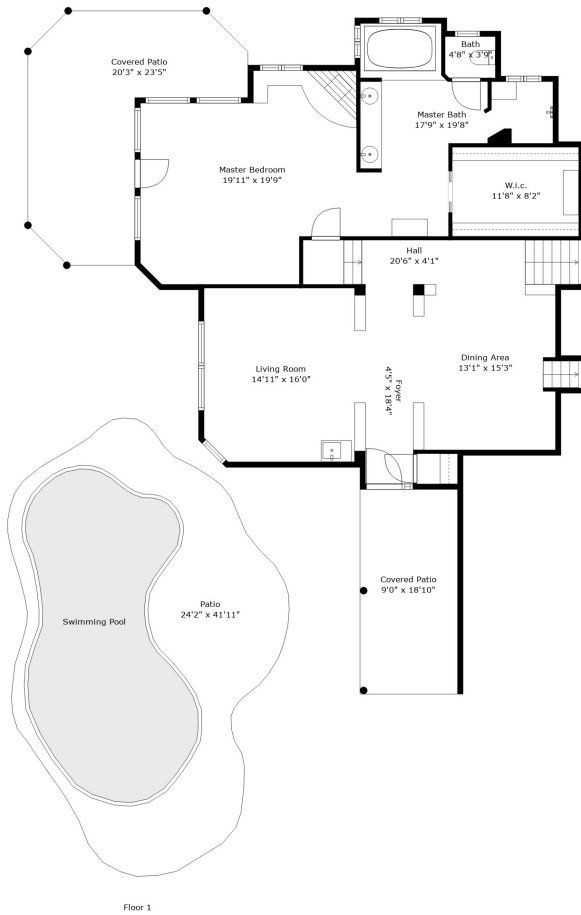 Covered Patio
20'3" x 23'5"
Bath
4'8" x 3'9"
Master Bath
17'9" x 19'8"
Master Bedroom
19'11" x 19'9"
W.i.c.
11'8" x 8'2"
Hall
20'6" x 4'1"
Living Room
14'11" x 16'0"
Foyer
4'5" x 18'4"
Dining Area
13'1" x 15'3"
Covered Patio
9'0" x 18'10"
Patio
24'2" x 41'11"
Swimming Pool
Floor 1